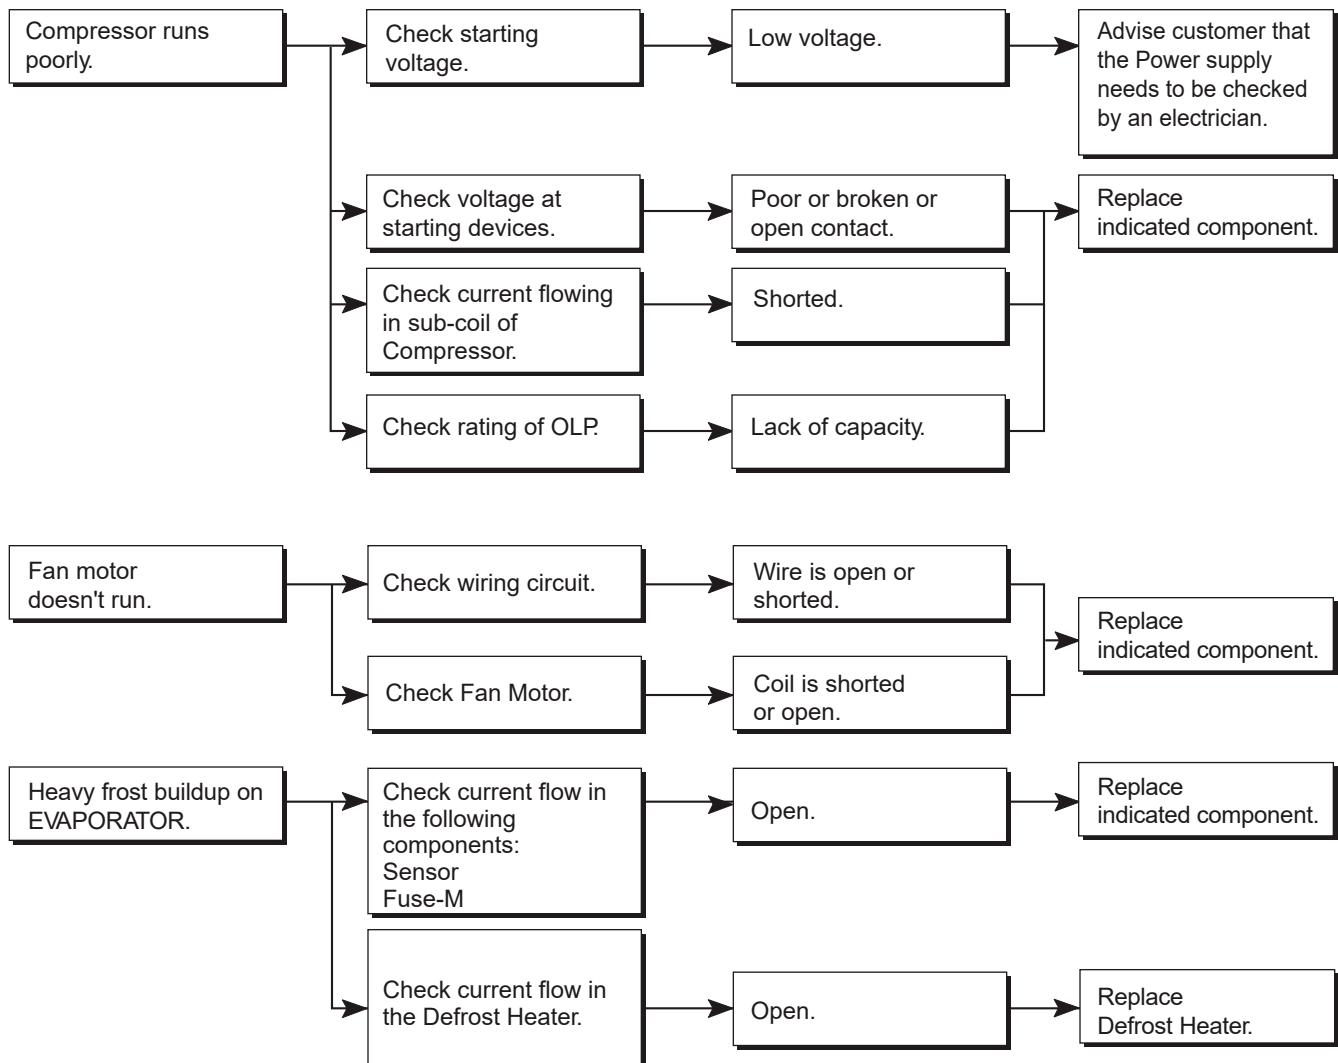 Compressor runs
poorly.
Check starting
voltage.
Low voltage.
Advise customer that
the Power supply
needs to be checked
by an electrician.
Check voltage at
starting devices.
Poor or broken or
open contact.
Replace
indicated component.
Check current flowing
in sub-coil of
Compressor.
Shorted.
Check rating of OLP.
Lack of capacity.
Fan motor
doesn't run.
Check wiring circuit.
Wire is open or
shorted.
Replace
indicated component.
Check Fan Motor.
Coil is shorted
or open.
Heavy frost buildup on
EVAPORATOR.
Check current flow in
the following
components:
Sensor
Fuse-M
Open.
Replace
indicated component.
Check current flow in
the Defrost Heater.
Open.
Replace
Defrost Heater.